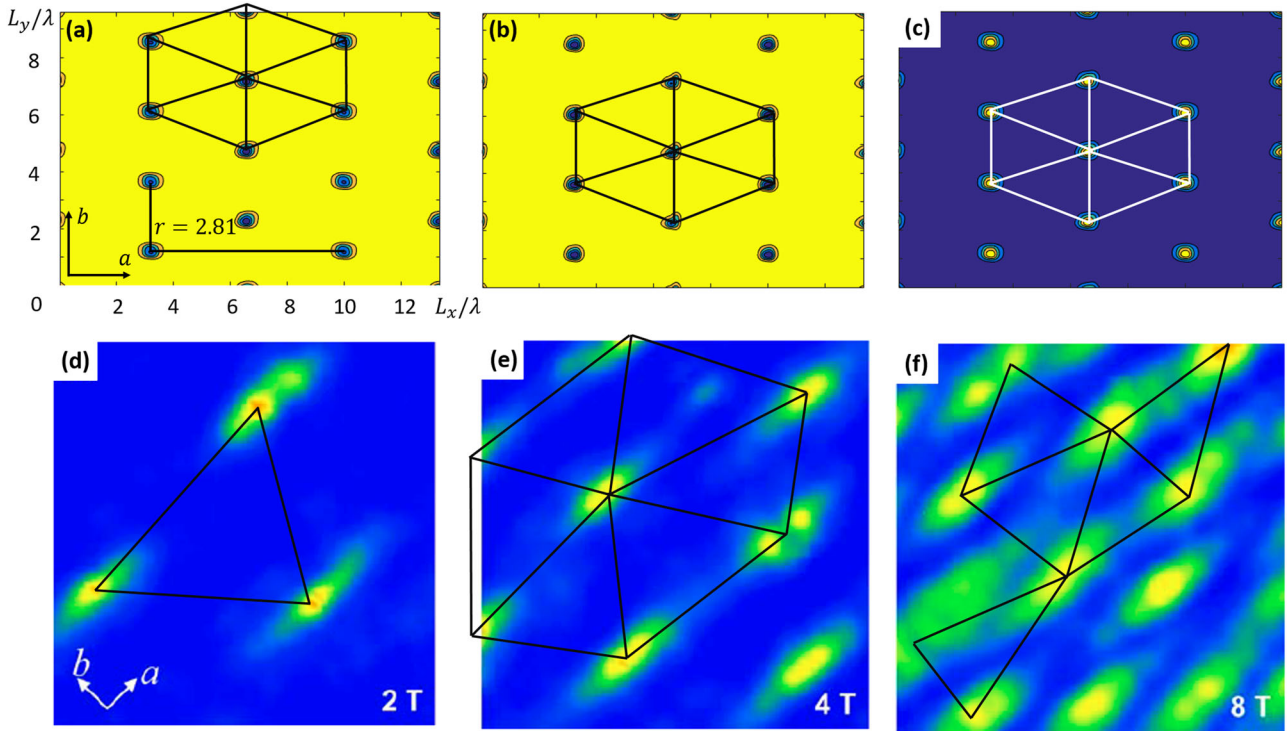 L_y/λ
(a)
(b)
(c)
8
6
4
2
0
b
a
r = 2.81
2 4 6 8 10 12 L_x/λ
(d)
(e)
(f)
b a
2 T
4 T
8 T